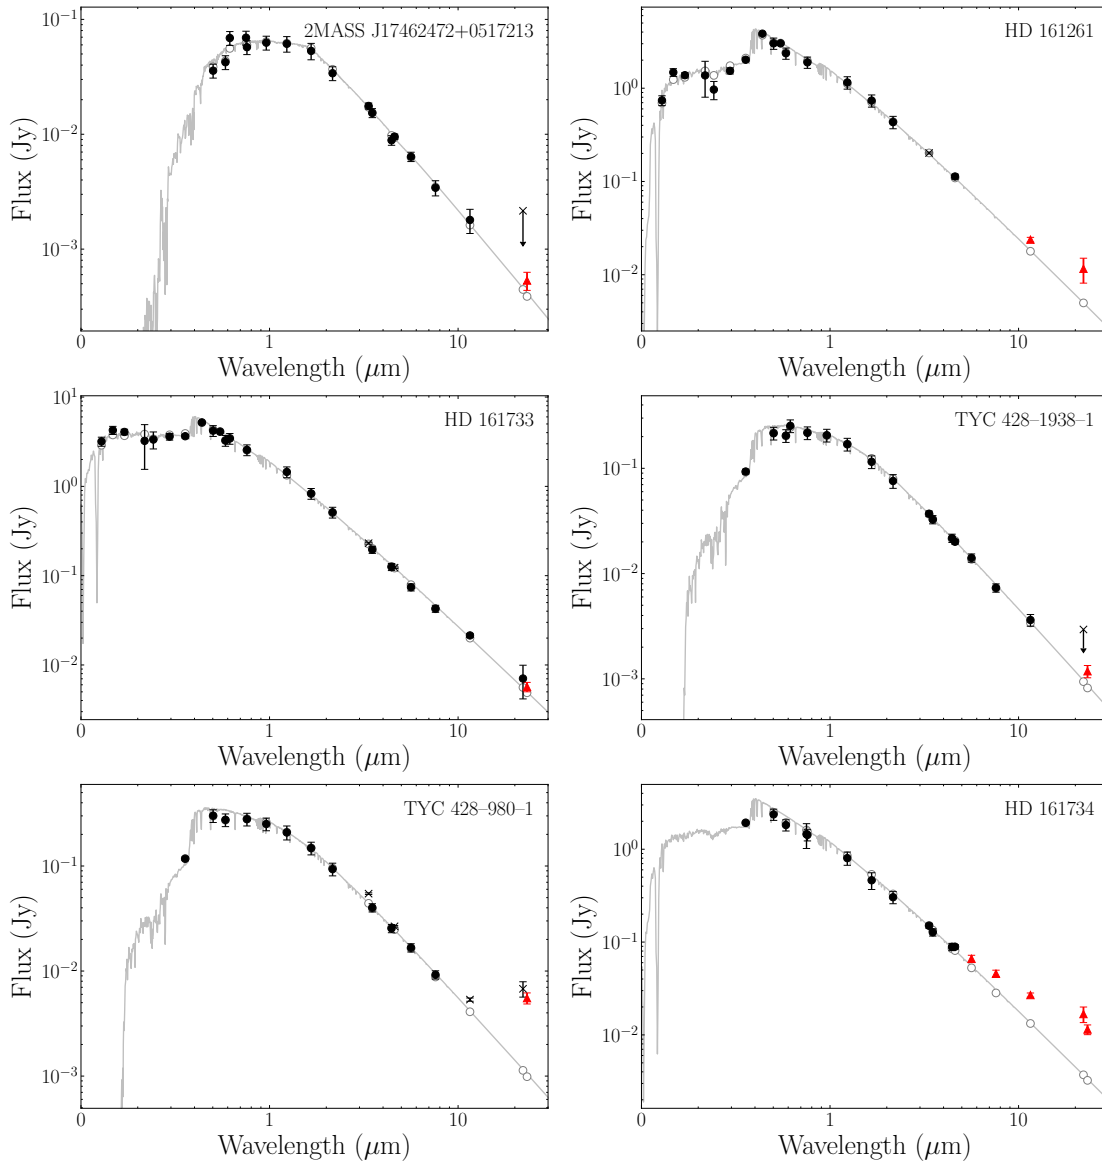 2MASS J17462472+0517213
10⁻¹
10⁻²
10⁻³
Flux (Jy)
0 1 10
Wavelength (μm)
HD 161261
10⁰
10⁻¹
10⁻²
Flux (Jy)
0 1 10
Wavelength (μm)
HD 161733
10¹
10⁰
10⁻¹
10⁻²
Flux (Jy)
0 1 10
Wavelength (μm)
TYC 428–1938–1
10⁻¹
10⁻²
10⁻³
Flux (Jy)
0 1 10
Wavelength (μm)
TYC 428–980–1
10⁻¹
10⁻²
10⁻³
Flux (Jy)
0 1 10
Wavelength (μm)
HD 161734
10⁰
10⁻¹
10⁻²
Flux (Jy)
0 1 10
Wavelength (μm)